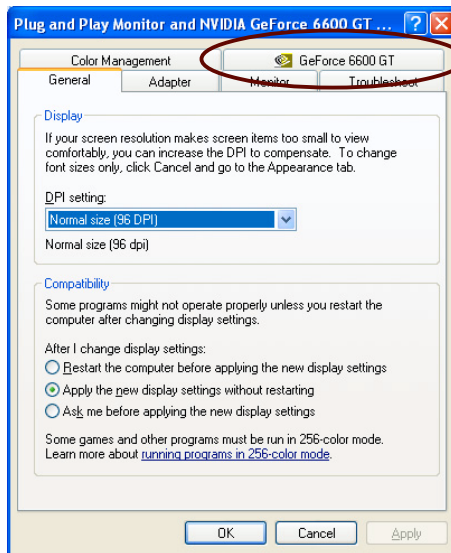 Plug and Play Monitor and NVIDIA GeForce 6600 GT ...
Color Management
GeForce 6600 GT
General
Adapter
Monitor
Troubleshoot
Display
If your screen resolution makes screen items too small to view
comfortably, you can increase the DPI to compensate. To change
font sizes only, click Cancel and go to the Appearance tab.
DPI setting:
Normal size (96 DPI)
Normal size (96 dpi)
Compatibility
Some programs might not operate properly unless you restart the
computer after changing display settings.
After I change display settings:
Restart the computer before applying the new display settings
Apply the new display settings without restarting
Ask me before applying the new display settings
Some games and other programs must be run in 256-color mode.
Learn more about running programs in 256-color mode.
OK
Cancel
Apply